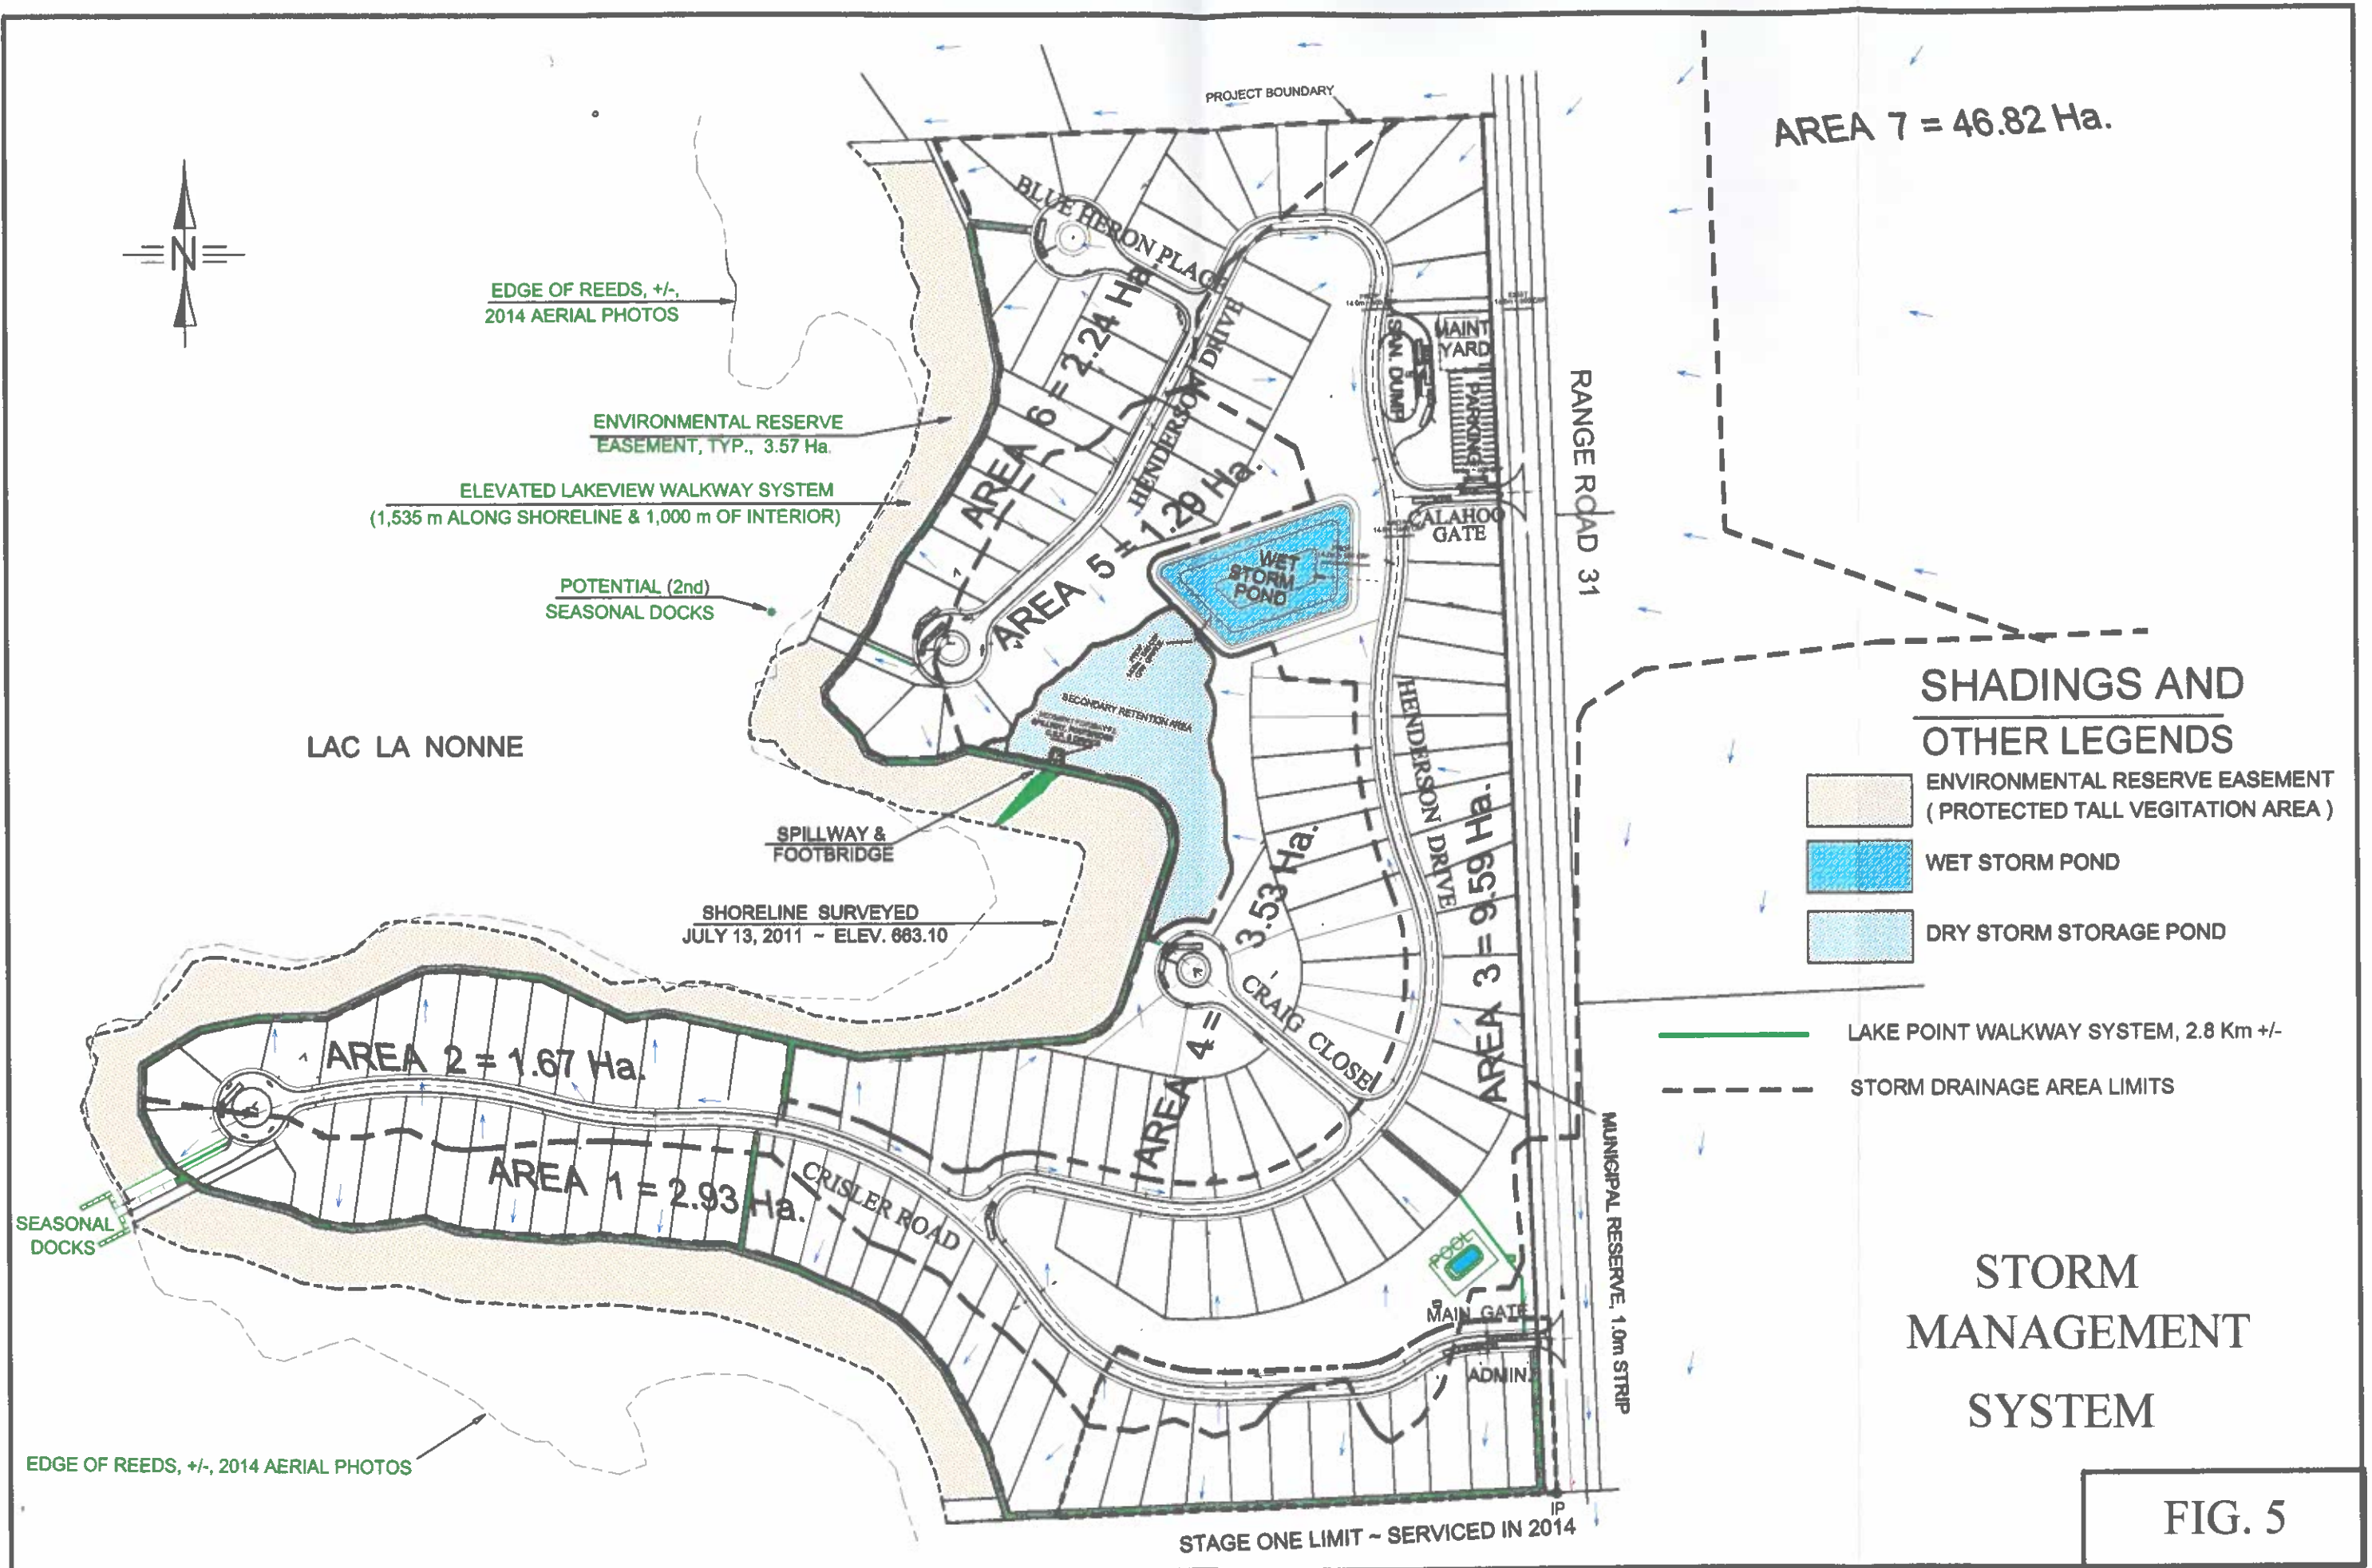 PROJECT BOUNDARY
AREA 7 = 46.82 Ha.
N
BLUE HERON PLACE
EDGE OF REEDS, +/-,
2014 AERIAL PHOTOS
AREA 6 = 2.24 Ha.
HENDERSON DRIVE
SAN. DUMP
MAINT
YARD
PARKING
RANGE ROAD 31
ENVIRONMENTAL RESERVE
EASEMENT, TYP., 3.57 Ha.
ELEVATED LAKEVIEW WALKWAY SYSTEM
(1,535 m ALONG SHORELINE & 1,000 m OF INTERIOR)
CALAHOO
GATE
AREA 5 = 1.29 Ha.
WET
STORM
POND
POTENTIAL (2nd)
SEASONAL DOCKS
SECONDARY RETENTION AREA
LAC LA NONNE
HENDERSON DRIVE
SHADINGS AND
OTHER LEGENDS
ENVIRONMENTAL RESERVE EASEMENT
( PROTECTED TALL VEGITATION AREA )
WET STORM POND
DRY STORM STORAGE POND
LAKE POINT WALKWAY SYSTEM, 2.8 Km +/-
STORM DRAINAGE AREA LIMITS
SPILLWAY &
FOOTBRIDGE
SHORELINE SURVEYED
JULY 13, 2011 ~ ELEV. 663.10
AREA 3 = 9.59 Ha.
AREA 4 = 3.53 Ha.
CRAIG CLOSE
AREA 2 = 1.67 Ha.
AREA 1 = 2.93 Ha.
CRISLER ROAD
MUNICIPAL RESERVE, 1.0m STRIP
SEASONAL
DOCKS
POOL
MAIN GATE
ADMIN.
EDGE OF REEDS, +/-, 2014 AERIAL PHOTOS
IP
STAGE ONE LIMIT ~ SERVICED IN 2014
STORM
MANAGEMENT
SYSTEM
FIG. 5